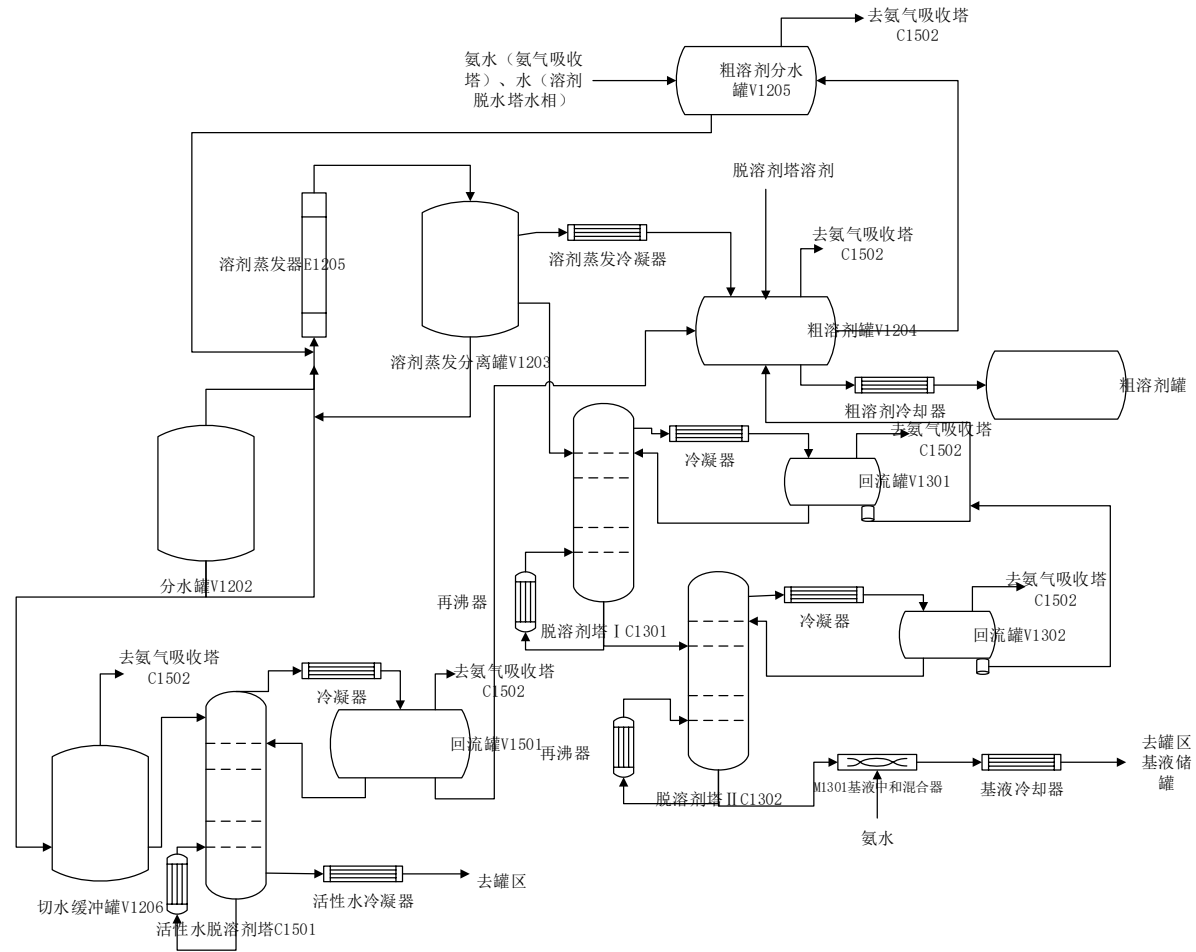 去氨气吸收塔
C1502
氨水（氨气吸收
塔）、水（溶剂
脱水塔水相）
粗溶剂分水
罐V1205
脱溶剂塔溶剂
去氨气吸收塔
C1502
溶剂蒸发器E1205
溶剂蒸发冷凝器
粗溶剂罐V1204
溶剂蒸发分离罐V1203
粗溶剂罐
粗溶剂冷却器
去氨气吸收塔
C1502
冷凝器
回流罐V1301
分水罐V1202
再沸器
脱溶剂塔ⅠC1301
去氨气吸收塔
C1502
冷凝器
回流罐V1302
去氨气吸收塔
C1502
去氨气吸收塔
C1502
冷凝器
回流罐V1501
再沸器
去罐区
基液储
罐
M1301基液中和混合器
基液冷却器
脱溶剂塔ⅡC1302
氨水
去罐区
活性水冷凝器
切水缓冲罐V1206
活性水脱溶剂塔C1501